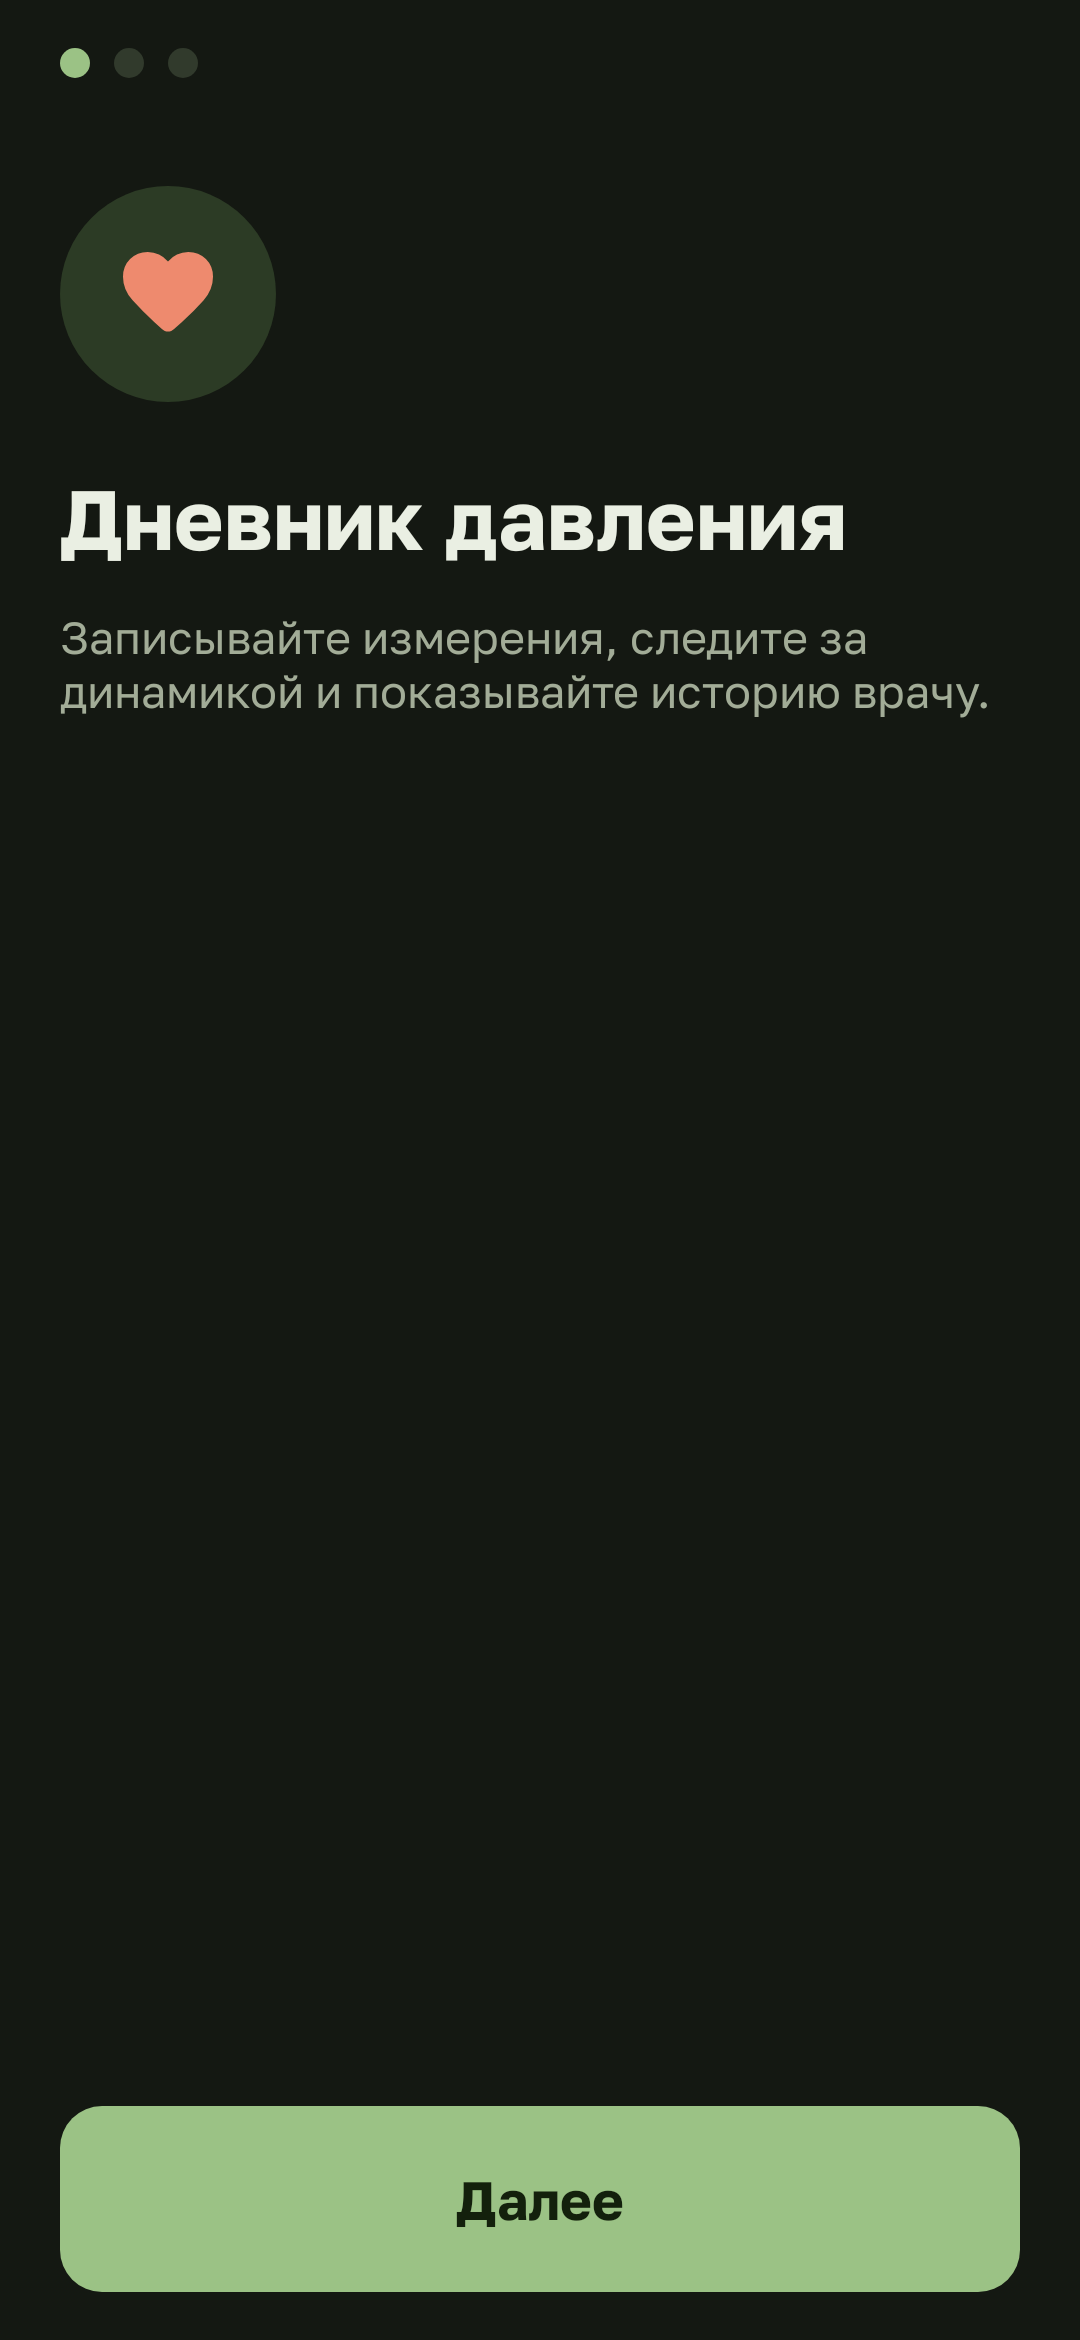 Дневник давления
Записывайте измерения, следите за
динамикой и показывайте историю врачу.
Далее